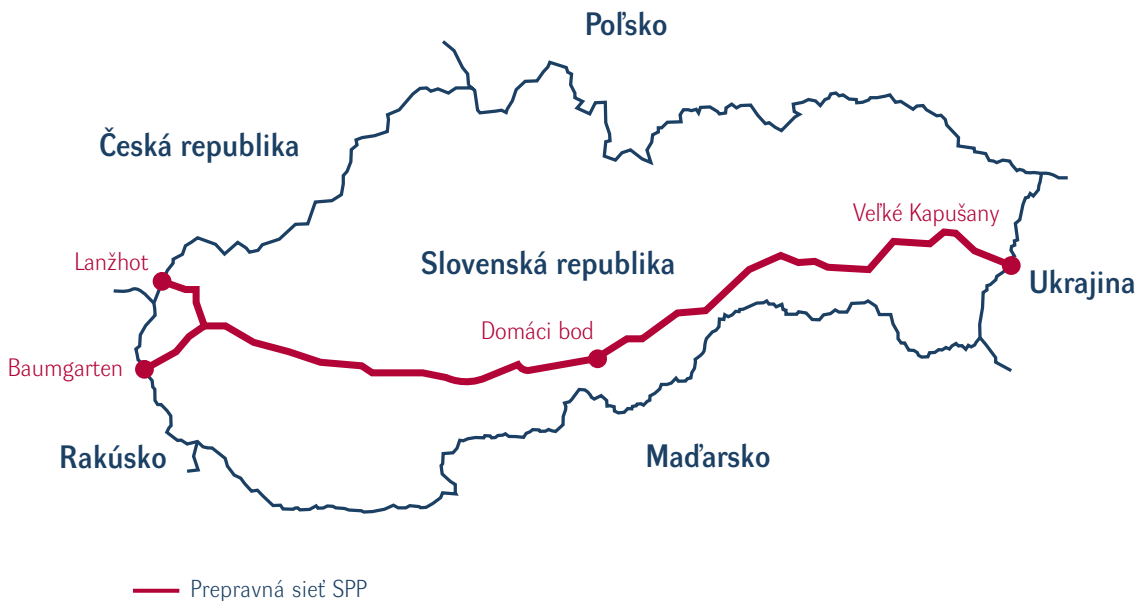 Poľsko
Česká republika
Veľké Kapušany
Lanžhot
Slovenská republika
Ukrajina
Domáci bod
Baumgarten
Rakúsko
Maďarsko
Prepravná sieť SPP